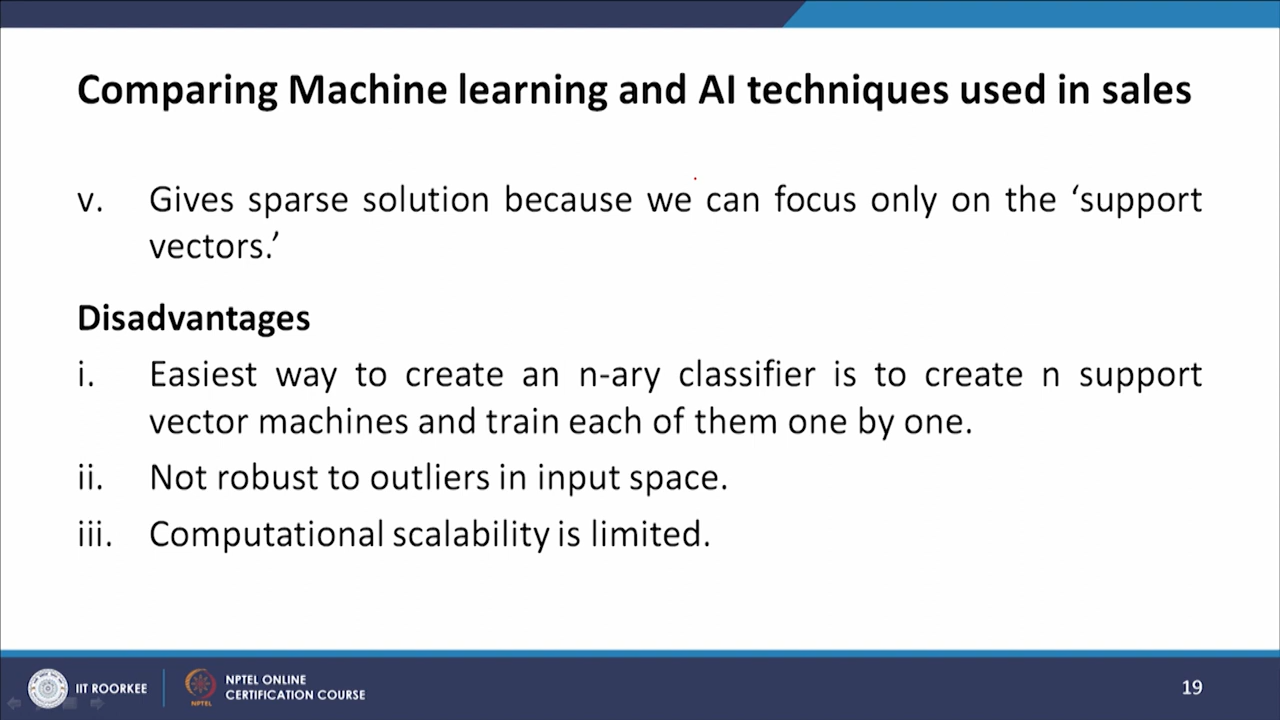 Comparing Machine learning and AI techniques used in sales
v. Gives sparse solution because we can focus only on the ‘support
vectors.’
Disadvantages
i. Easiest way to create an n-ary classifier is to create n support
vector machines and train each of them one by one.
ii. Not robust to outliers in input space.
iii. Computational scalability is limited.
IIT ROORKEE
NPTEL
NPTEL ONLINE
CERTIFICATION COURSE
19